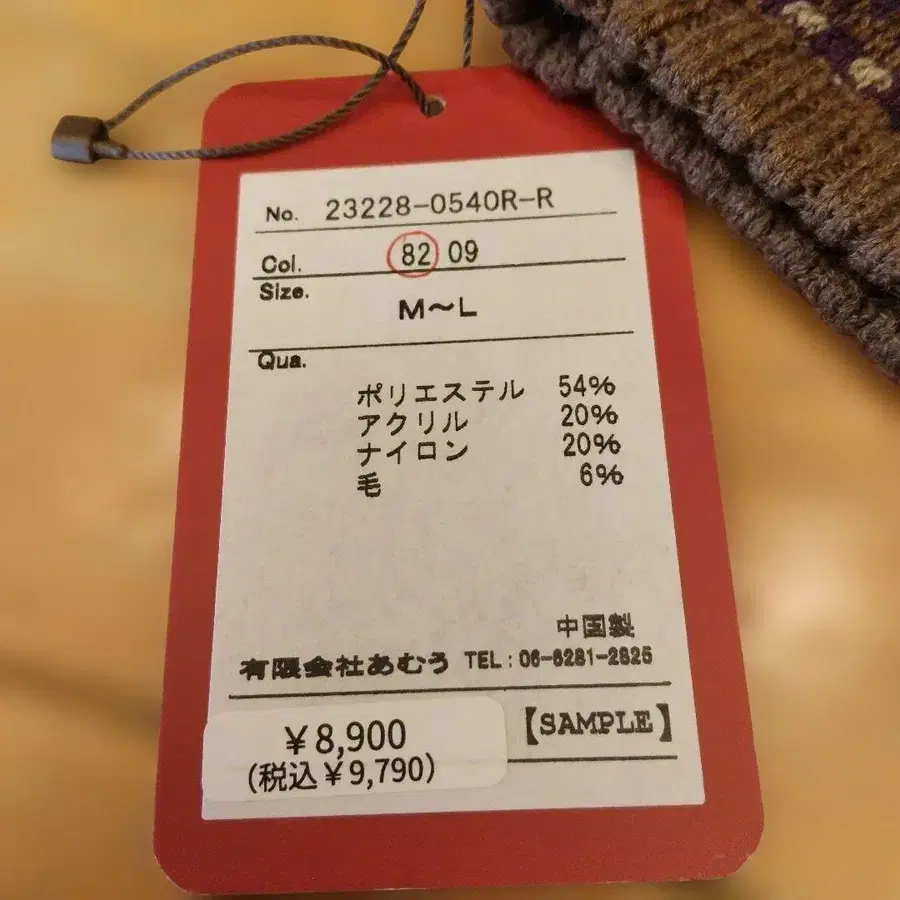 No. 23228-0540R-R
Col. 82 09
Size.
M～L
Qua.
ポリエステル 54%
アクリル 20%
ナイロン 20%
毛 6%
中国製
有限会社あむう TEL：06-6281-2825
￥8,900
(税込￥9,790)
【SAMPLE】